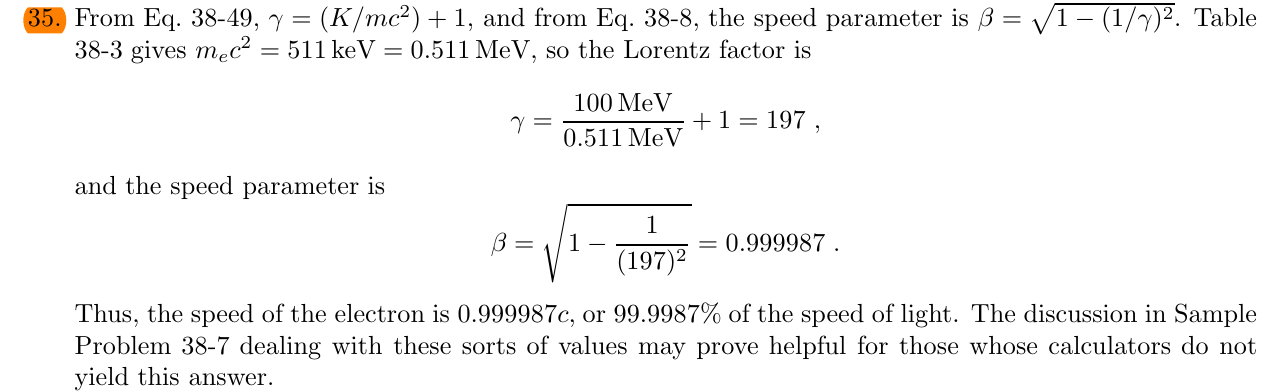 35. From Eq. 38-49, γ = (K/mc²) + 1, and from Eq. 38-8, the speed parameter is β = √(1 − (1/γ)²). Table
38-3 gives mₑc² = 511 keV = 0.511 MeV, so the Lorentz factor is
γ = 100 MeV / 0.511 MeV + 1 = 197 ,
and the speed parameter is
β = √(1 − 1/(197)²) = 0.999987 .
Thus, the speed of the electron is 0.999987c, or 99.9987% of the speed of light. The discussion in Sample
Problem 38-7 dealing with these sorts of values may prove helpful for those whose calculators do not
yield this answer.